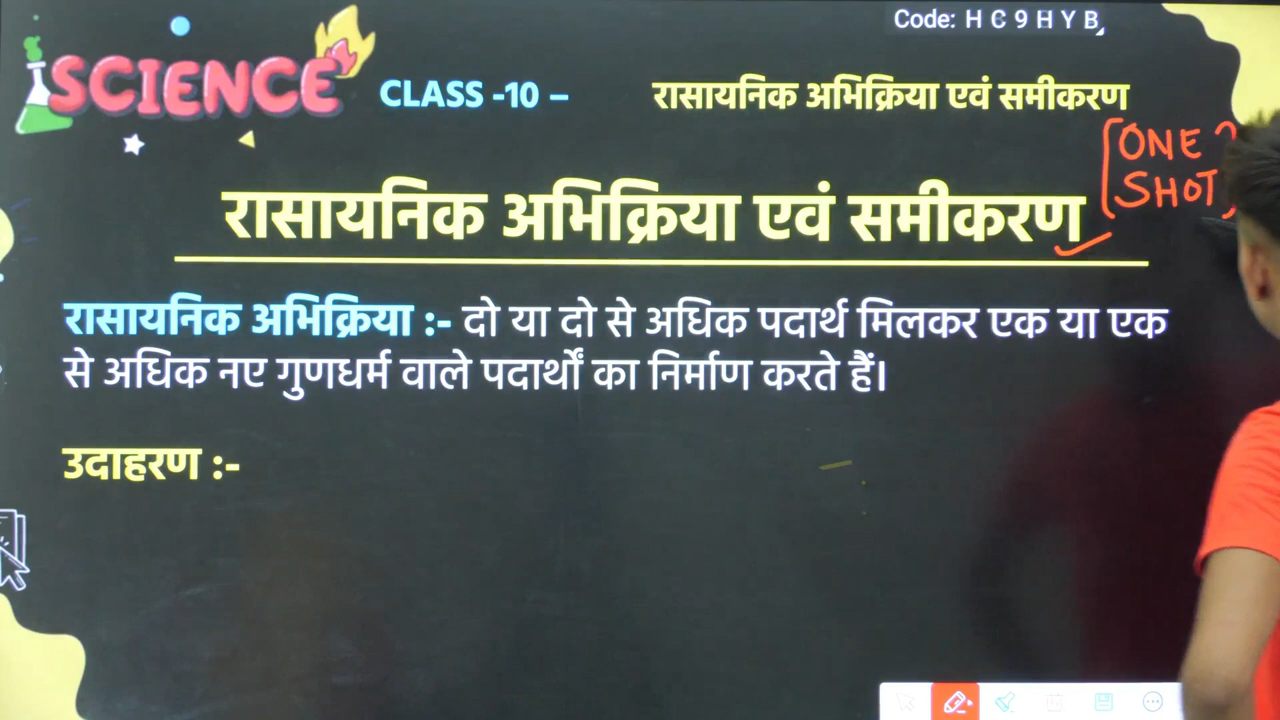 Code: H C 9 H Y B
SCIENCE
CLASS -10 –
रासायनिक अभिक्रिया एवं समीकरण
ONE
SHOT
रासायनिक अभिक्रिया एवं समीकरण
रासायनिक अभिक्रिया :- दो या दो से अधिक पदार्थ मिलकर एक या एक
से अधिक नए गुणधर्म वाले पदार्थों का निर्माण करते हैं।
उदाहरण :-